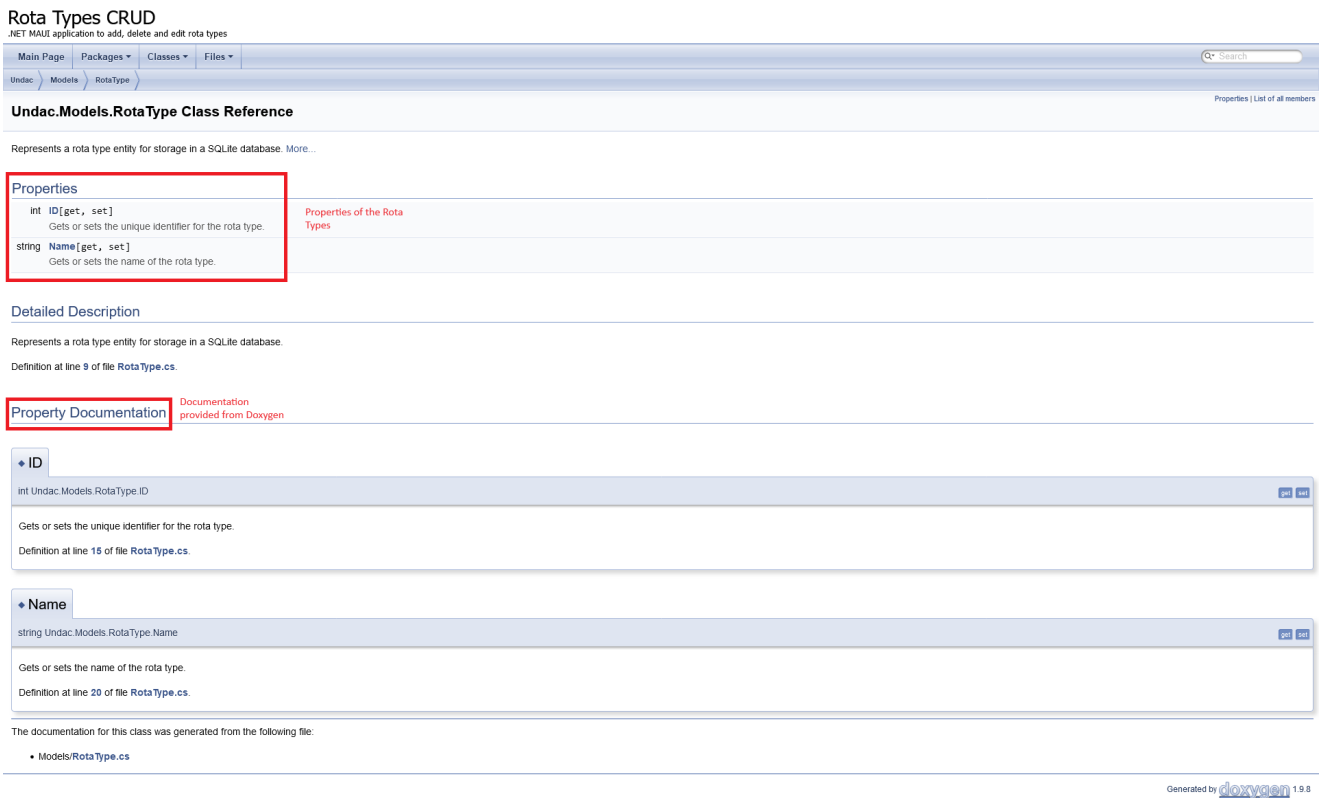 Rota Types CRUD
.NET MAUI application to add, delete and edit rota types
Main Page Packages Classes Files Search
Undac Models RotaType
Properties | List of all members
Undac.Models.RotaType Class Reference
Represents a rota type entity for storage in a SQLite database. More...
Properties
int ID[get, set]
Gets or sets the unique identifier for the rota type.
Properties of the Rota
Types
string Name[get, set]
Gets or sets the name of the rota type.
Detailed Description
Represents a rota type entity for storage in a SQLite database.
Definition at line 9 of file RotaType.cs.
Property Documentation
Documentation
provided from Doxygen
◆ ID
int Undac.Models.RotaType.ID get set
Gets or sets the unique identifier for the rota type.
Definition at line 15 of file RotaType.cs.
◆ Name
string Undac.Models.RotaType.Name get set
Gets or sets the name of the rota type.
Definition at line 20 of file RotaType.cs.
The documentation for this class was generated from the following file:
• Models/RotaType.cs
Generated by doxygen 1.9.8